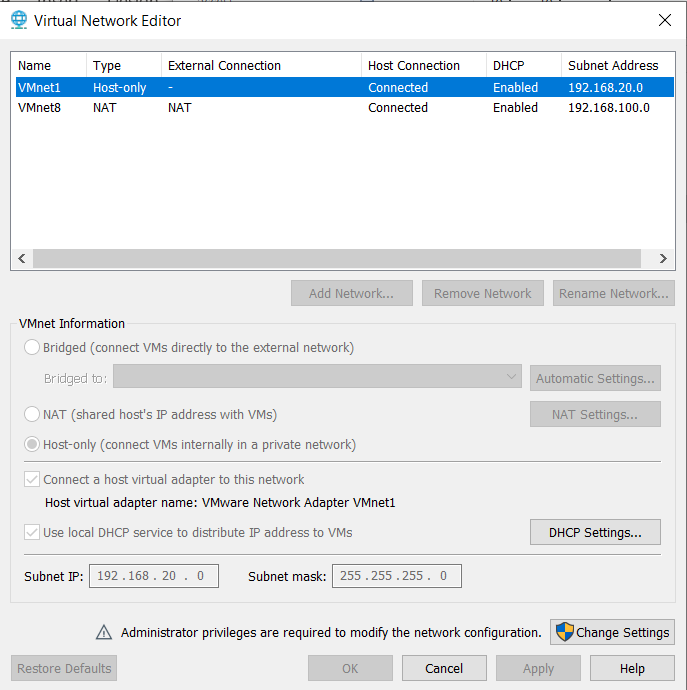 Virtual Network Editor
Name Type External Connection Host Connection DHCP Subnet Address
VMnet1 Host-only - Connected Enabled 192.168.20.0
VMnet8 NAT NAT Connected Enabled 192.168.100.0
Add Network... Remove Network Rename Network...
VMnet Information
Bridged (connect VMs directly to the external network)
Bridged to: Automatic Settings...
NAT (shared host's IP address with VMs) NAT Settings...
Host-only (connect VMs internally in a private network)
Connect a host virtual adapter to this network
Host virtual adapter name: VMware Network Adapter VMnet1
Use local DHCP service to distribute IP address to VMs DHCP Settings...
Subnet IP: 192 . 168 . 20 . 0 Subnet mask: 255 . 255 . 255 . 0
Administrator privileges are required to modify the network configuration. Change Settings
Restore Defaults OK Cancel Apply Help